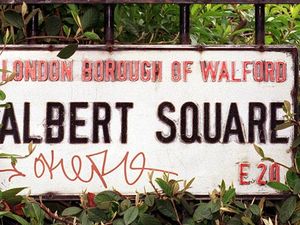 LONDON BOROUGH OF WALFORD
ALBERT SQUARE
E.20